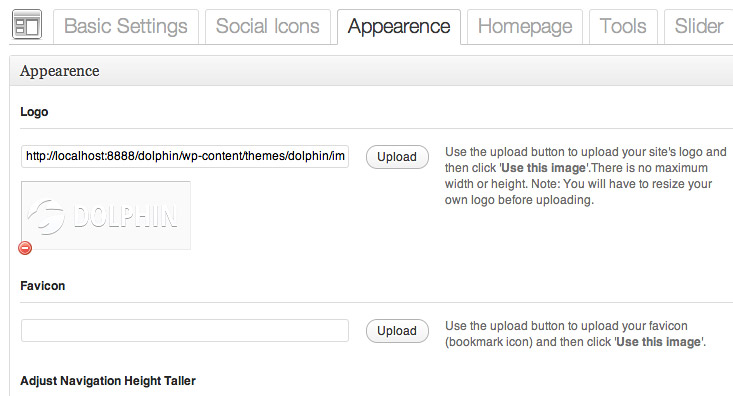 Basic Settings Social Icons Appearence Homepage Tools Slider
Appearence
Logo
http://localhost:8888/dolphin/wp-content/themes/dolphin/im Upload
Use the upload button to upload your site's logo and
then click 'Use this image'.There is no maximum
width or height. Note: You will have to resize your
own logo before uploading.
DOLPHIN
Favicon
Upload
Use the upload button to upload your favicon
(bookmark icon) and then click 'Use this image'.
Adjust Navigation Height Taller